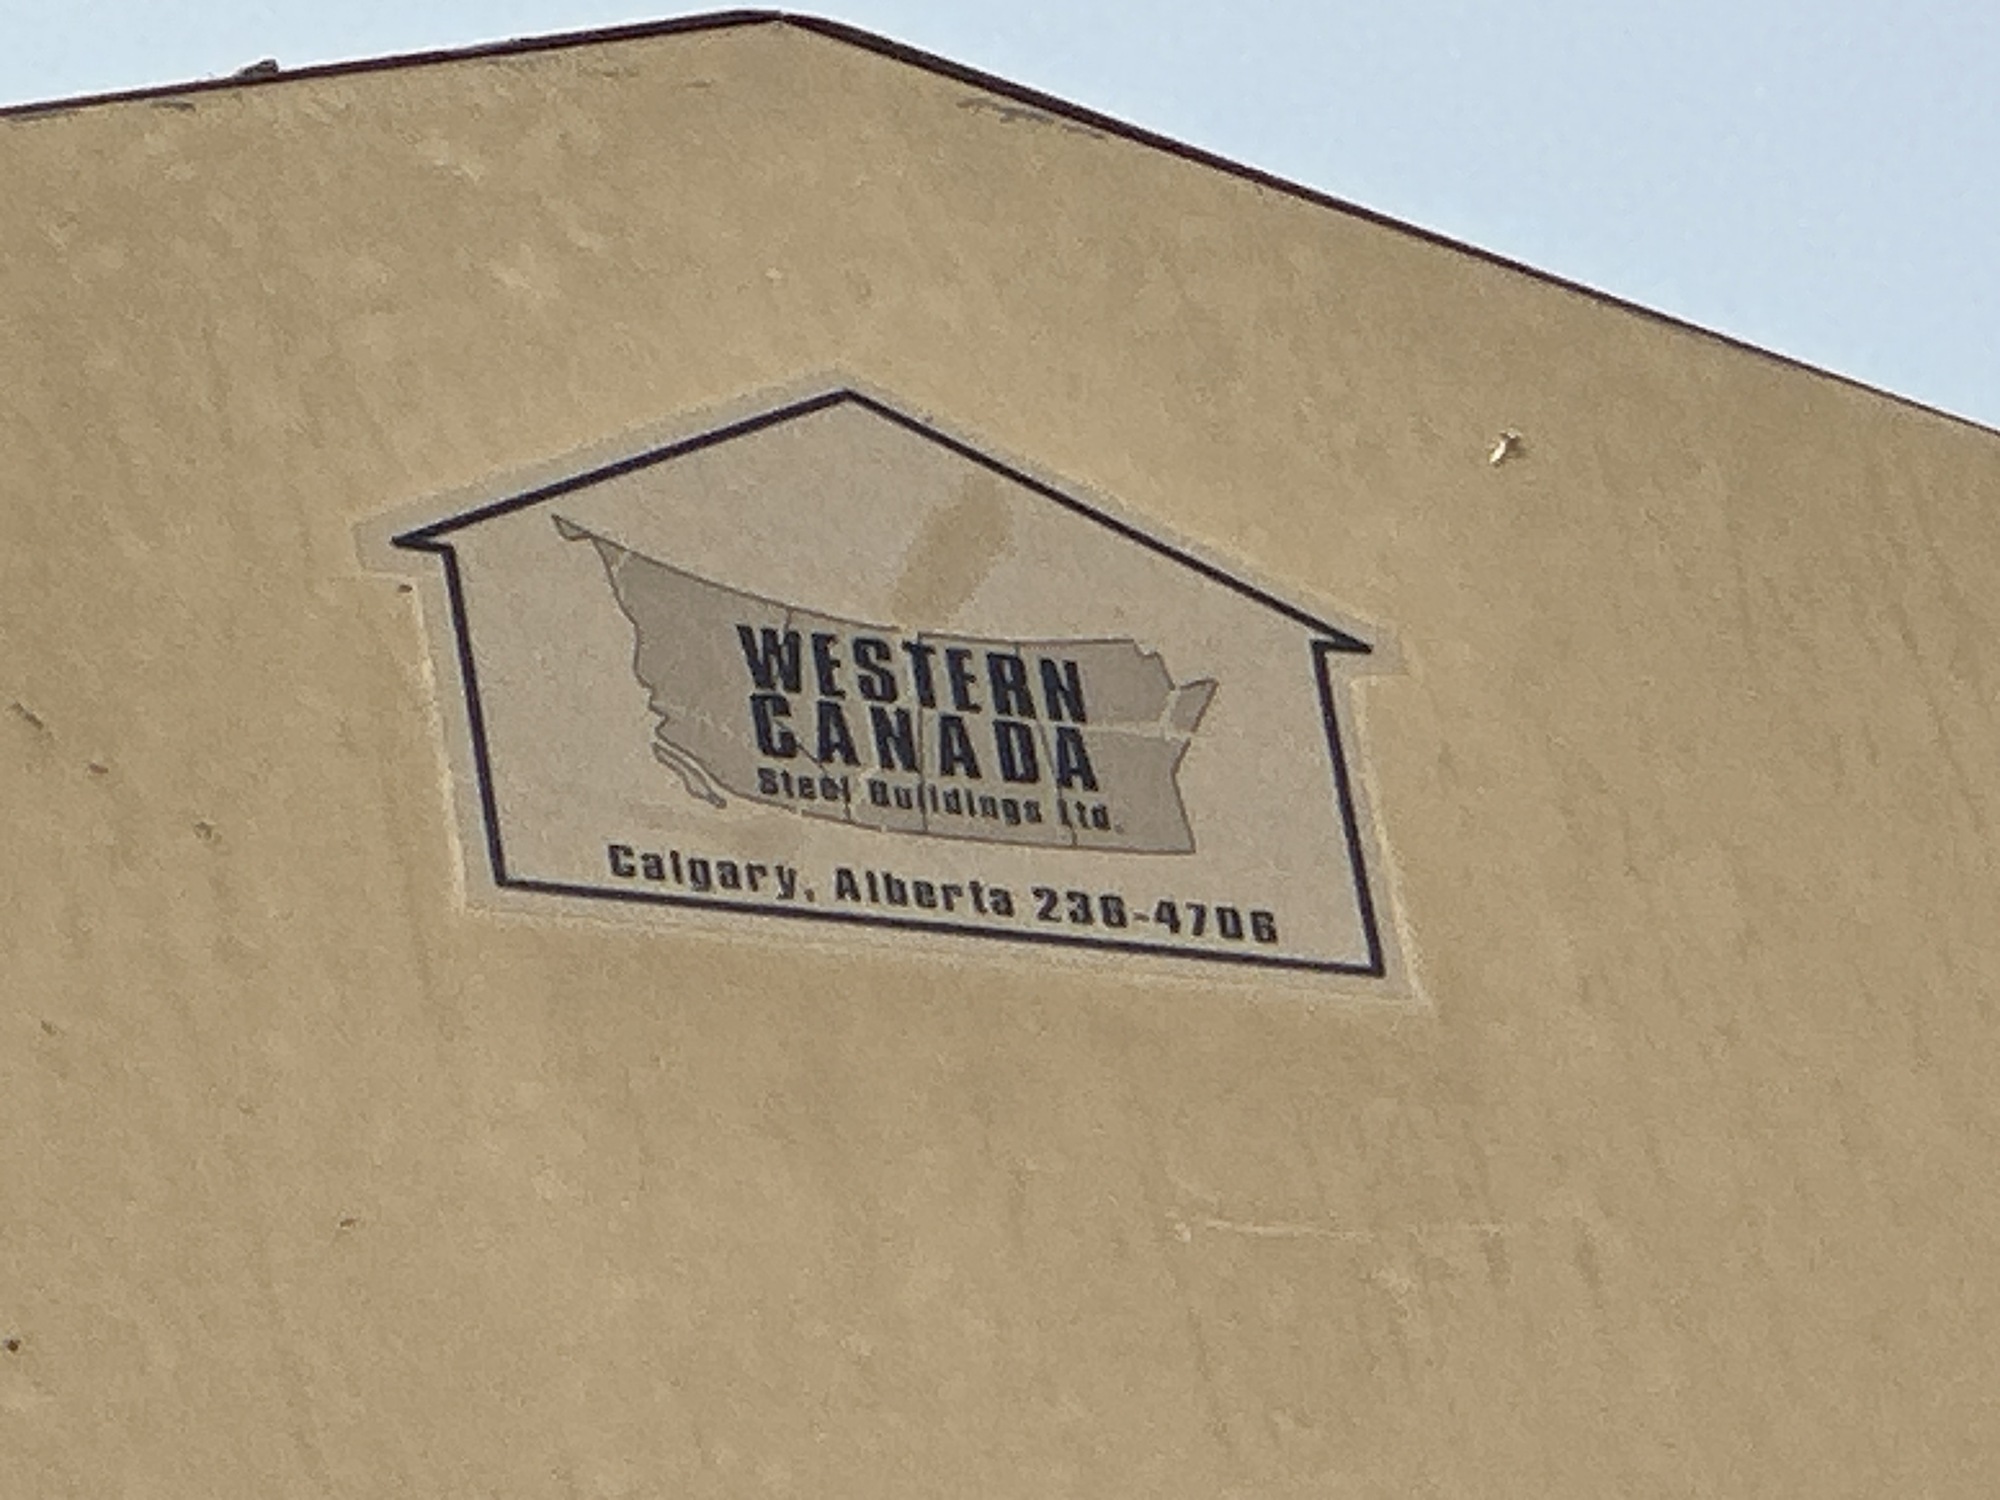 WESTERN
CANADA
Steel Buildings Ltd.
Calgary, Alberta 236-4706